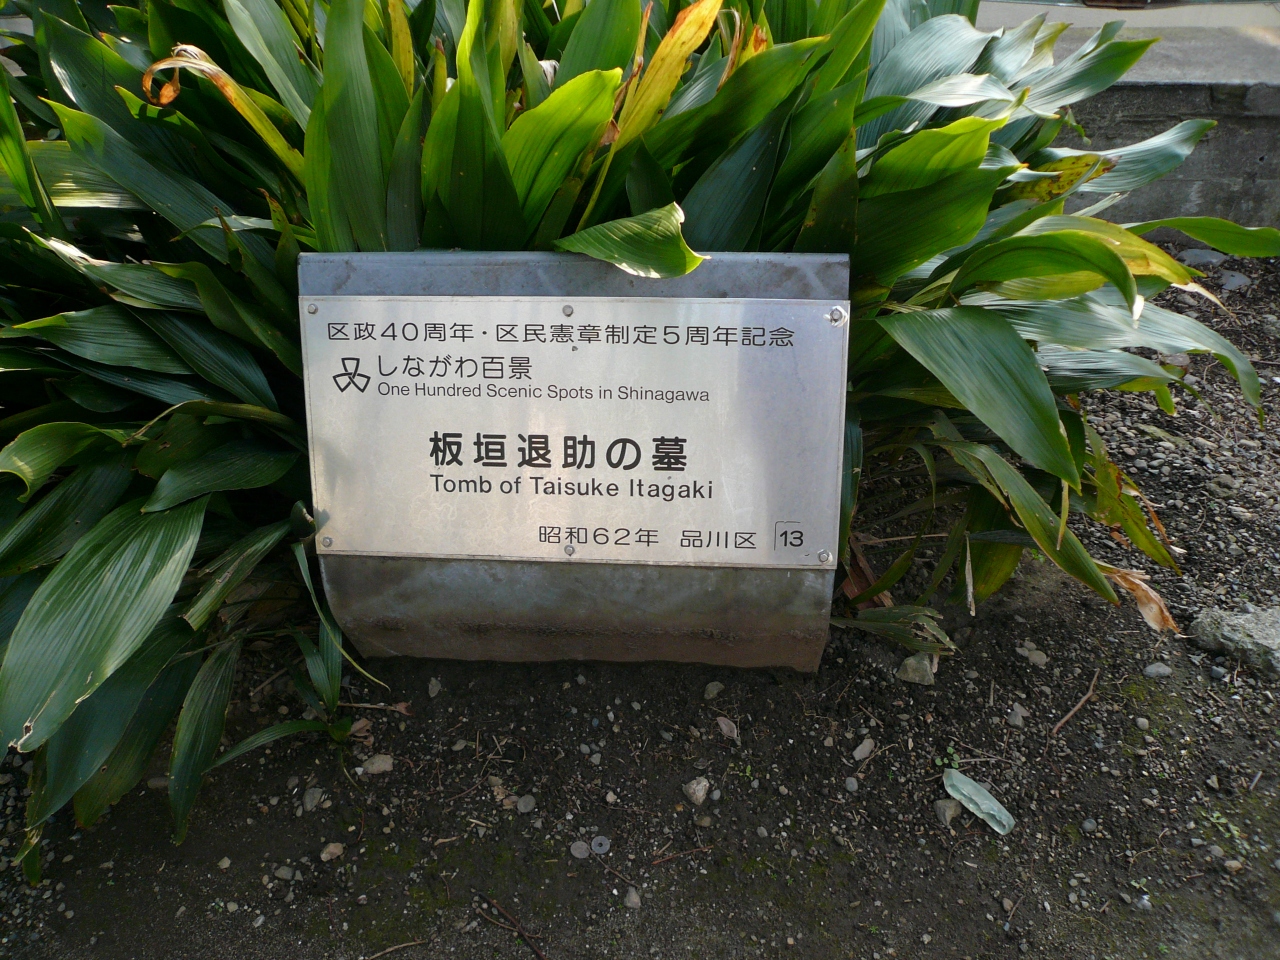 区政40周年・区民憲章制定5周年記念
しながわ百景
One Hundred Scenic Spots in Shinagawa
板垣退助の墓
Tomb of Taisuke Itagaki
昭和62年 品川区 13